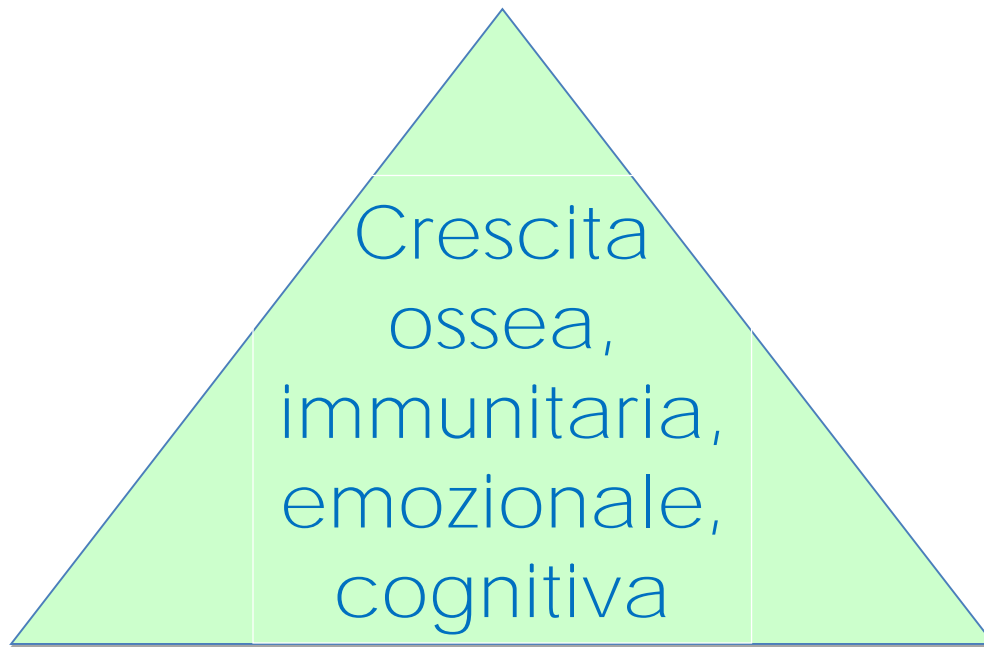 Crescita
ossea,
immunitaria,
emozionale,
cognitiva